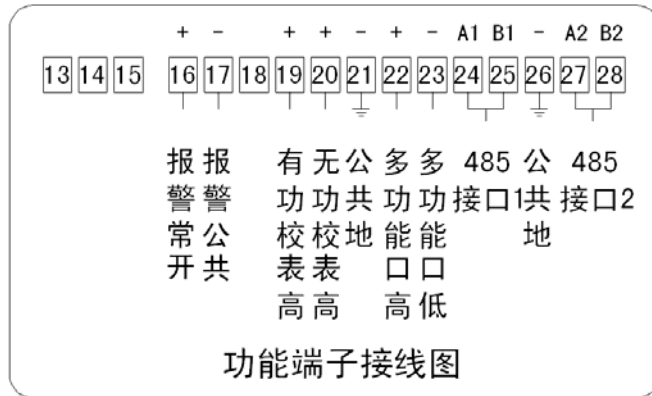 + - + + - + - A1 B1 - A2 B2
13 14 15 16 17 18 19 20 21 22 23 24 25 26 27 28
报警常开
报警公共
有功校表高
无功校表高
公共地
多功能口高
多功能口低
485
接口1
公共地
485
接口2
功能端子接线图